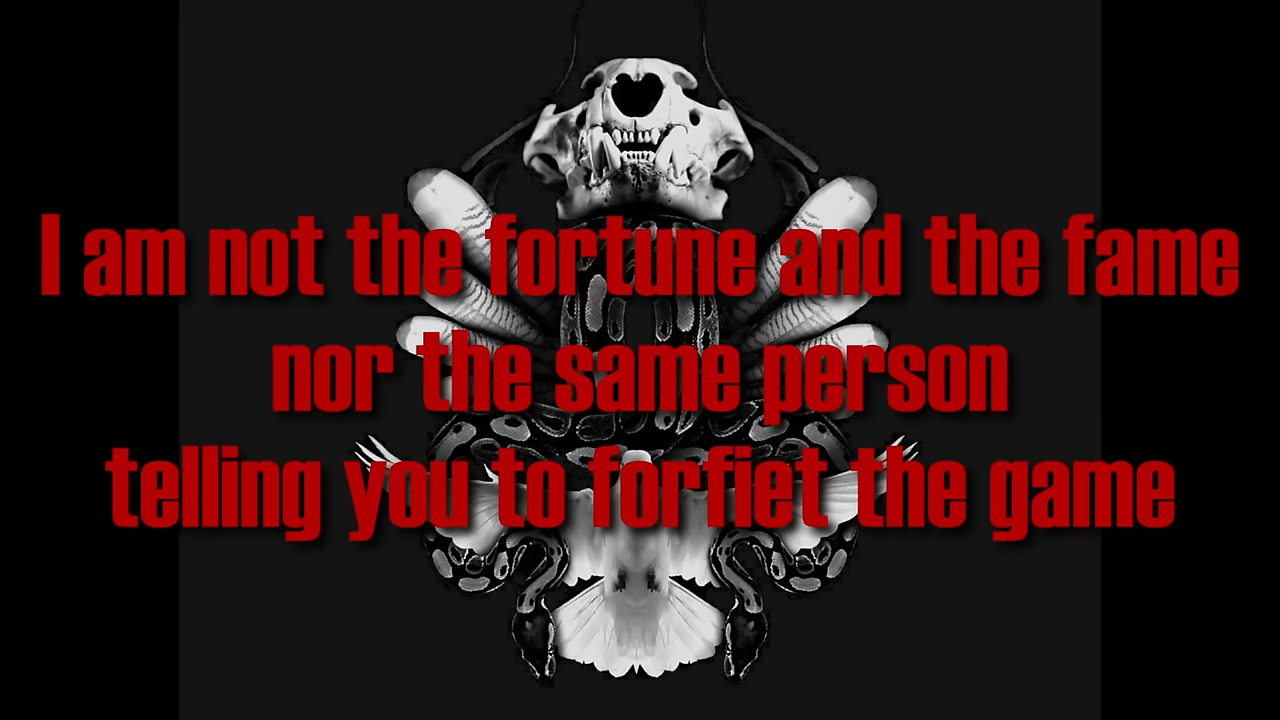 I am not the fortune and the fame
nor the same person
telling you to forfiet the game